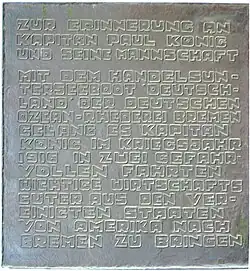 ZUR ERINNERUNG AN
KAPITÄN PAUL KÖNIG
UND SEINE MANNSCHAFT
MIT DEM HANDELSUN-
TERSEEBOOT DEUTSCH-
LAND DER DEUTSCHEN
OZEAN-RHEDEREI BREMEN
GELANG ES KAPITÄN
KÖNIG IM KRIEGSJAHR
1916 IN ZWEI GEFAHR-
VOLLEN FAHRTEN
WICHTIGE WIRTSCHAFTS
GÜTER AUS DEN VER-
EINIGTEN STAATEN
VON AMERIKA NACH
BREMEN ZU BRINGEN